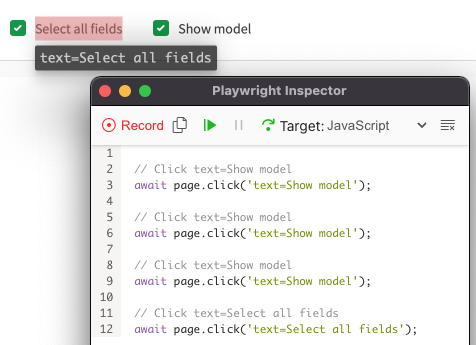 Select all fields Show model
text=Select all fields
Playwright Inspector
Record Target: JavaScript
1
2 // Click text=Show model
3 await page.click('text=Show model');
4
5 // Click text=Show model
6 await page.click('text=Show model');
7
8 // Click text=Show model
9 await page.click('text=Show model');
10
11 // Click text=Select all fields
12 await page.click('text=Select all fields');